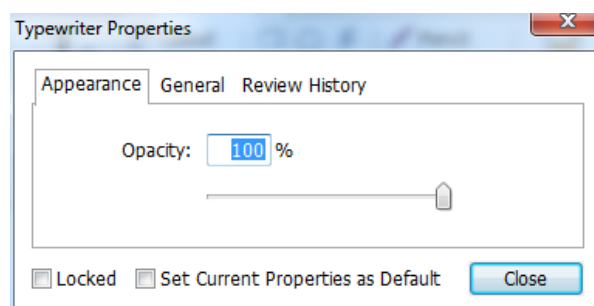 Typewriter Properties
Appearance General Review History
Opacity: 100 %
Locked Set Current Properties as Default Close